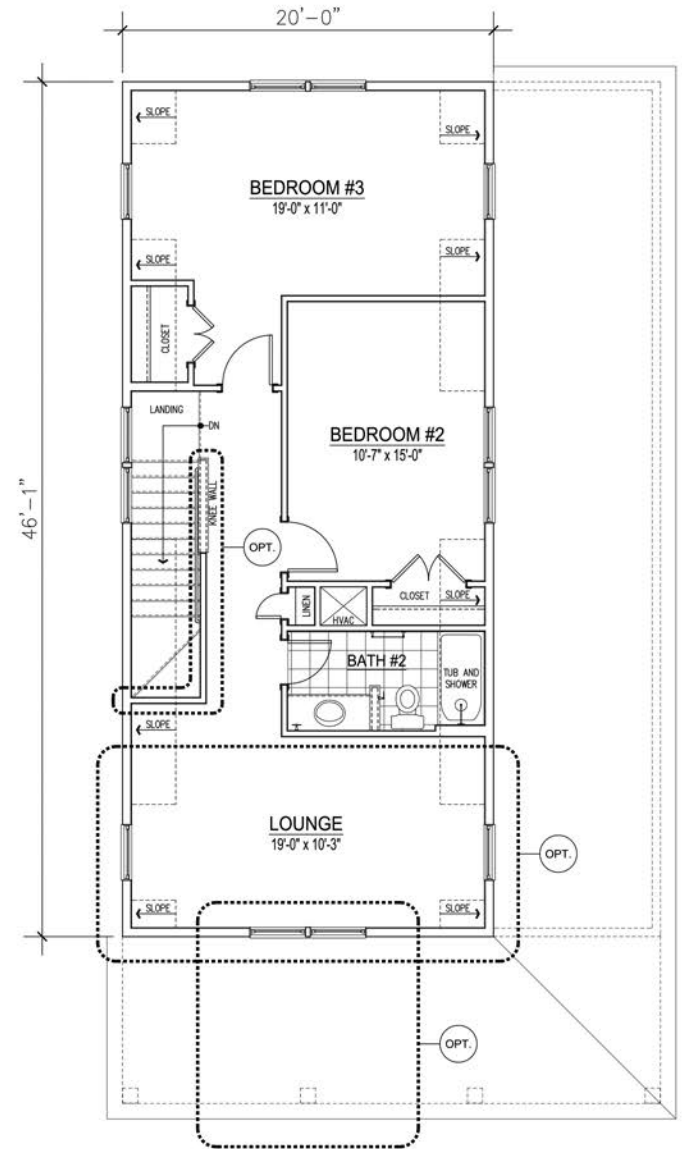 20'-0"
SLOPE
SLOPE
BEDROOM #3
19'-0" x 11'-0"
SLOPE
SLOPE
CLOSET
LANDING
DN
BEDROOM #2
10'-7" x 15'-0"
46'-1"
KNEE WALL
OPT.
LINEN
HVAC
CLOSET
SLOPE
BATH #2
TUB AND
SHOWER
SLOPE
LOUNGE
19'-0" x 10'-3"
OPT.
SLOPE
SLOPE
OPT.